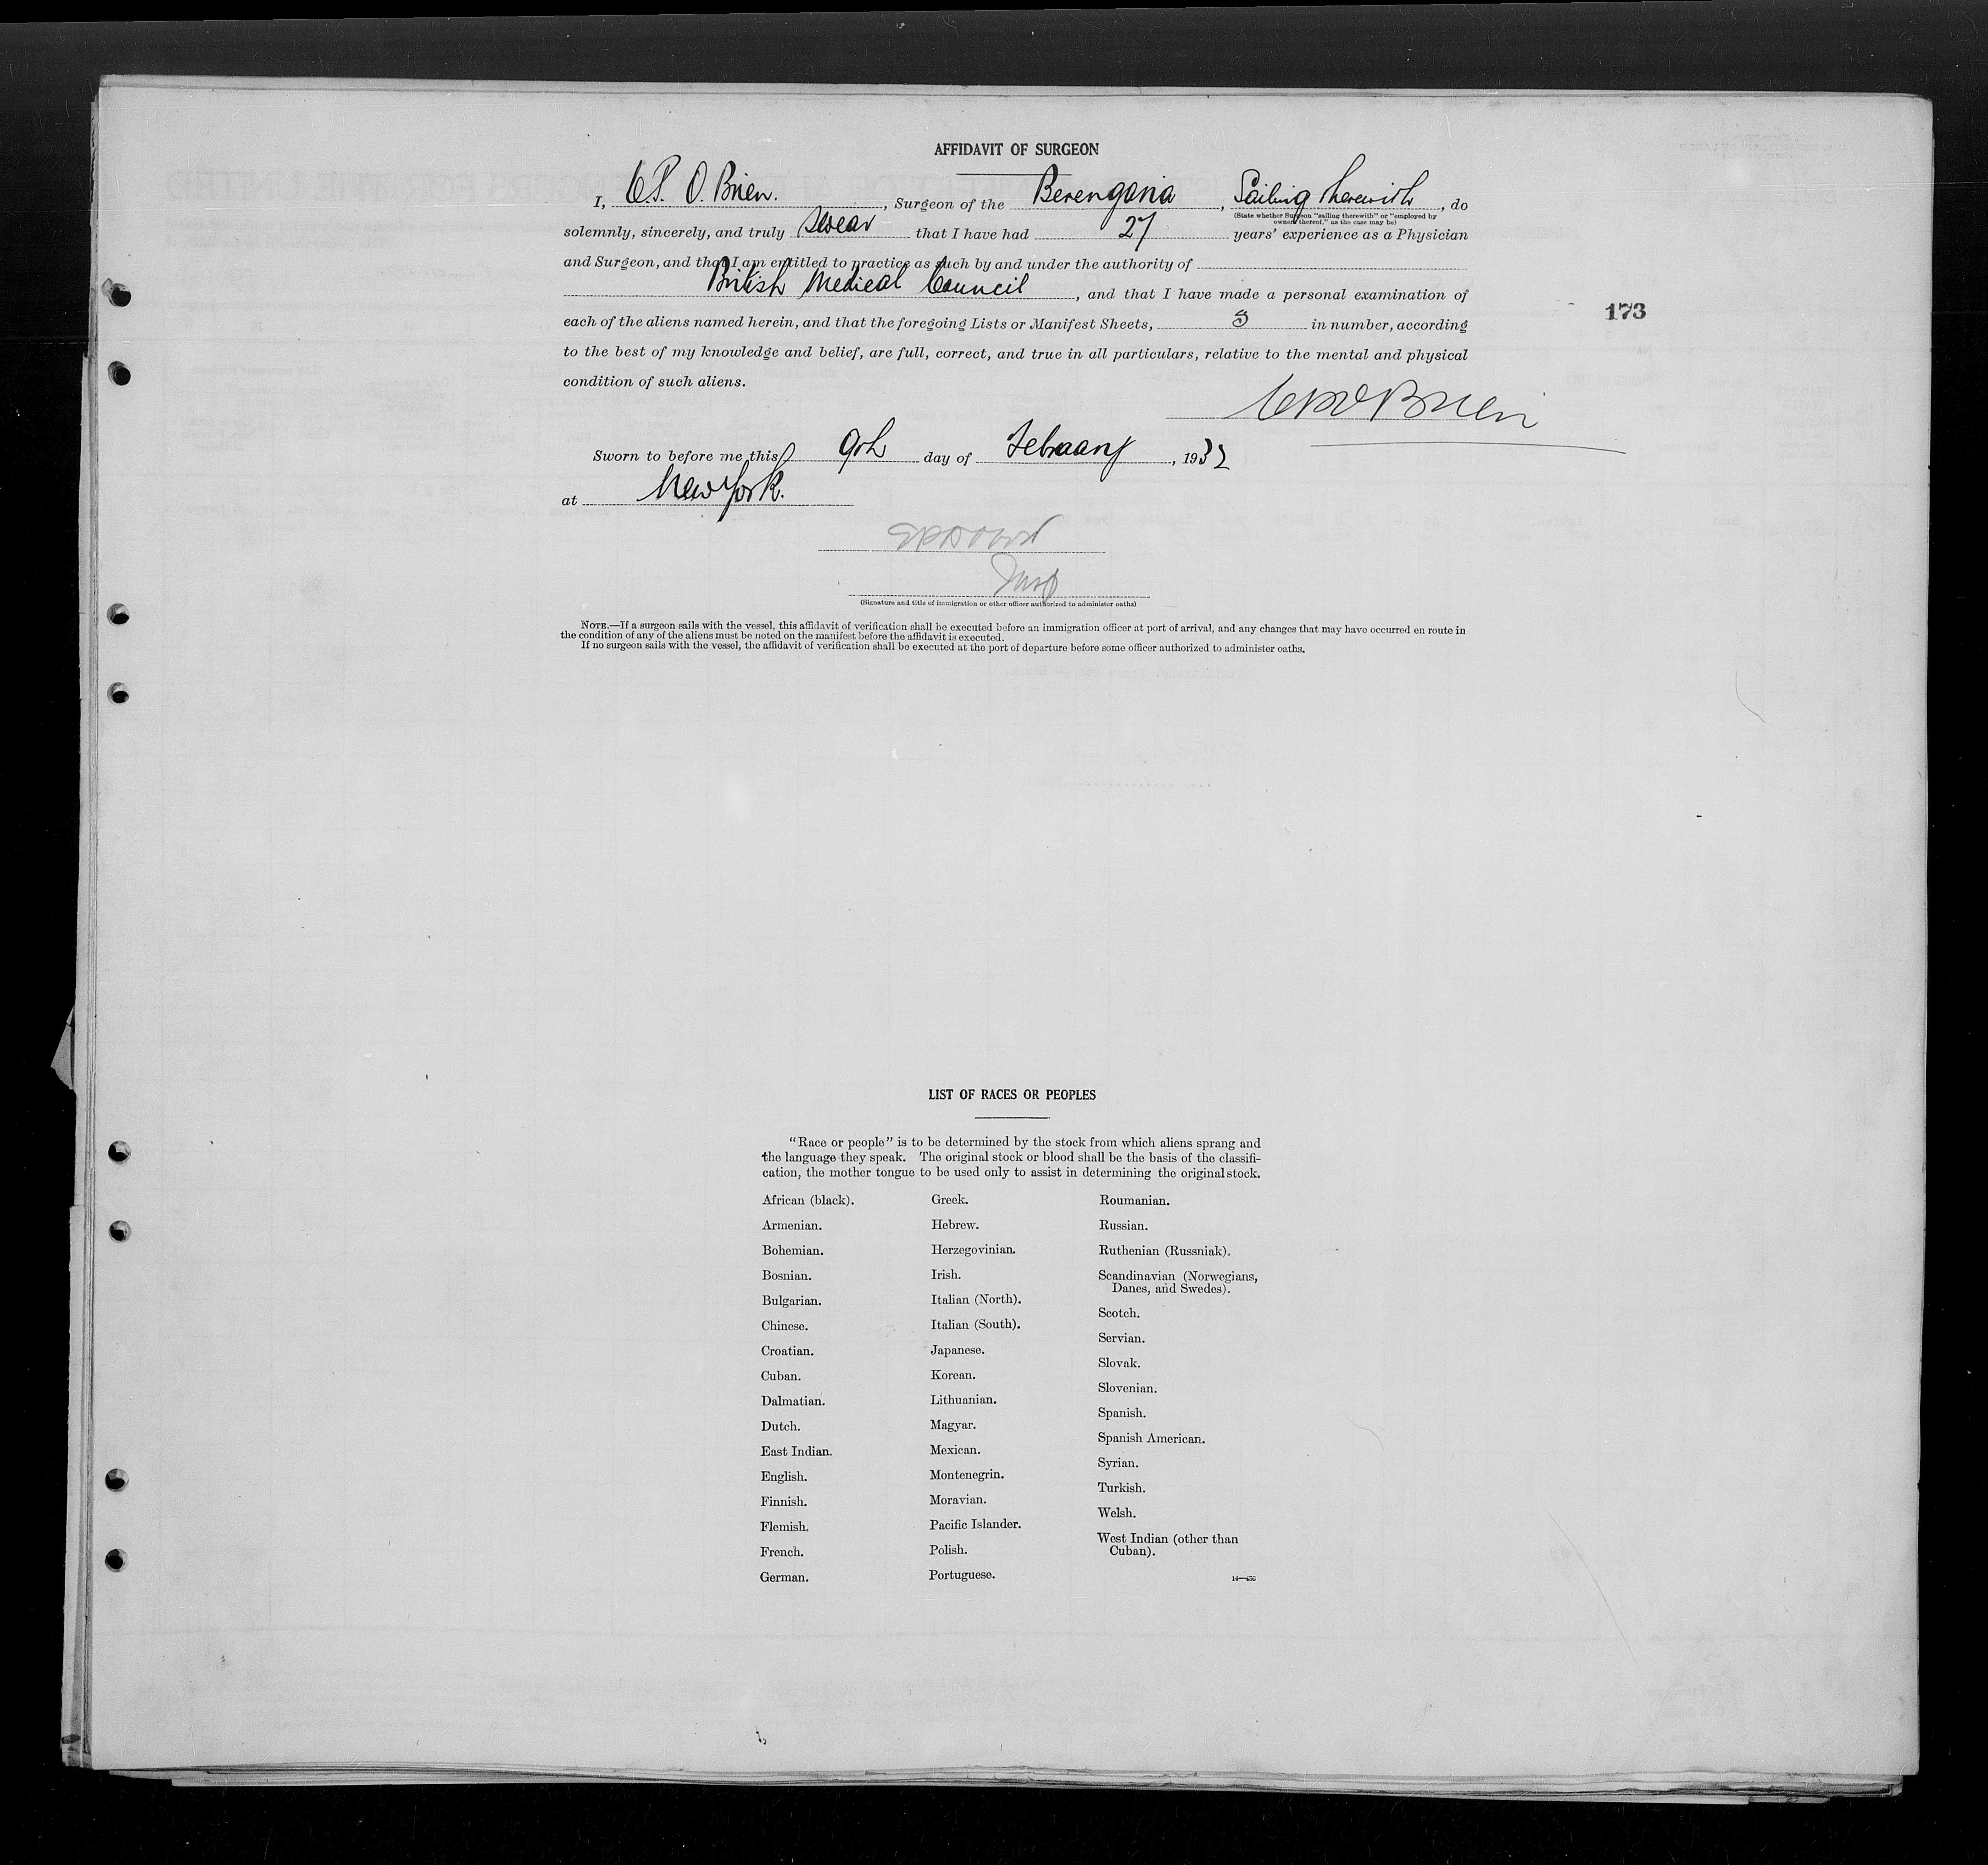 AFFIDAVIT OF SURGEON
I, C.P. O.Brien. , Surgeon of the Berengaria , Sailing therewith , do
(State whether Surgeon "sailing therewith" or "employed by
owners thereof," as the case may be)
solemnly, sincerely, and truly swear that I have had 27 years' experience as a Physician
and Surgeon, and that I am entitled to practice as such by and under the authority of
British Medical Council , and that I have made a personal examination of
173
each of the aliens named herein, and that the foregoing Lists or Manifest Sheets, 3 in number, according
to the best of my knowledge and belief, are full, correct, and true in all particulars, relative to the mental and physical
condition of such aliens.
CPO'Brien
Sworn to before me this 9th day of February , 1932
at New York.
Insp
(Signature and title of immigration or other officer authorized to administer oaths)
NOTE.—If a surgeon sails with the vessel, this affidavit of verification shall be executed before an immigration officer at port of arrival, and any changes that may have occurred en route in
the condition of any of the aliens must be noted on the manifest before the affidavit is executed.
If no surgeon sails with the vessel, the affidavit of verification shall be executed at the port of departure before some officer authorized to administer oaths.
LIST OF RACES OR PEOPLES
"Race or people" is to be determined by the stock from which aliens sprang and
the language they speak. The original stock or blood shall be the basis of the classifi-
cation, the mother tongue to be used only to assist in determining the original stock.
African (black).
Armenian.
Bohemian.
Bosnian.
Bulgarian.
Chinese.
Croatian.
Cuban.
Dalmatian.
Dutch.
East Indian.
English.
Finnish.
Flemish.
French.
German.
Greek.
Hebrew.
Herzegovinian.
Irish.
Italian (North).
Italian (South).
Japanese.
Korean.
Lithuanian.
Magyar.
Mexican.
Montenegrin.
Moravian.
Pacific Islander.
Polish.
Portuguese.
Roumanian.
Russian.
Ruthenian (Russniak).
Scandinavian (Norwegians,
Danes, and Swedes).
Scotch.
Servian.
Slovak.
Slovenian.
Spanish.
Spanish American.
Syrian.
Turkish.
Welsh.
West Indian (other than
Cuban).